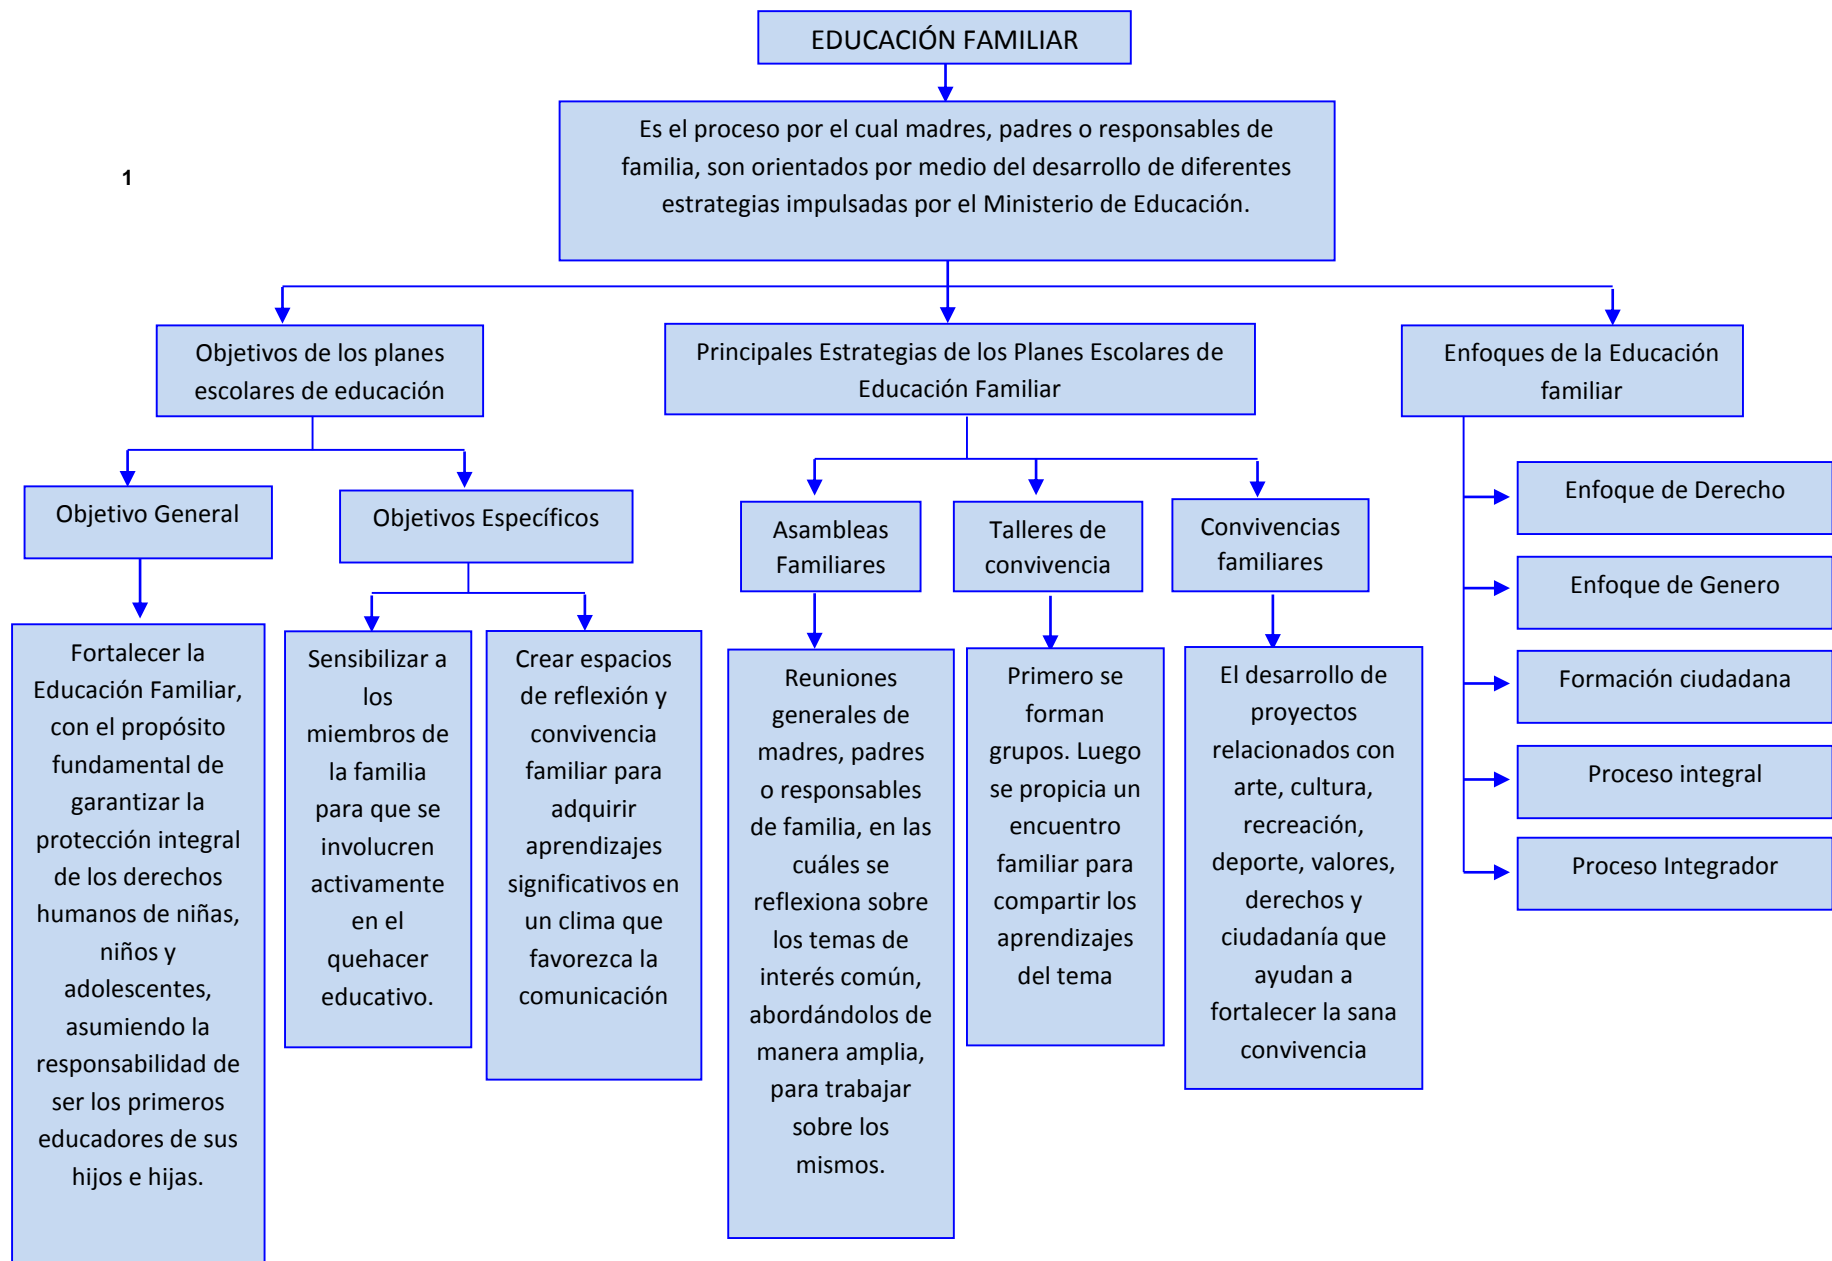 EDUCACIÓN FAMILIAR
Es el proceso por el cual madres, padres o responsables de
familia, son orientados por medio del desarrollo de diferentes
estrategias impulsadas por el Ministerio de Educación.
1
Objetivos de los planes
escolares de educación
Principales Estrategias de los Planes Escolares de
Educación Familiar
Enfoques de la Educación
familiar
Objetivo General
Objetivos Específicos
Asambleas
Familiares
Talleres de
convivencia
Convivencias
familiares
Enfoque de Derecho
Enfoque de Genero
Formación ciudadana
Proceso integral
Proceso Integrador
Fortalecer la
Educación Familiar,
con el propósito
fundamental de
garantizar la
protección integral
de los derechos
humanos de niñas,
niños y
adolescentes,
asumiendo la
responsabilidad de
ser los primeros
educadores de sus
hijos e hijas.
Sensibilizar a
los
miembros de
la familia
para que se
involucren
activamente
en el
quehacer
educativo.
Crear espacios
de reflexión y
convivencia
familiar para
adquirir
aprendizajes
significativos en
un clima que
favorezca la
comunicación
Reuniones
generales de
madres, padres
o responsables
de familia, en las
cuáles se
reflexiona sobre
los temas de
interés común,
abordándolos de
manera amplia,
para trabajar
sobre los
mismos.
Primero se
forman
grupos. Luego
se propicia un
encuentro
familiar para
compartir los
aprendizajes
del tema
El desarrollo de
proyectos
relacionados con
arte, cultura,
recreación,
deporte, valores,
derechos y
ciudadanía que
ayudan a
fortalecer la sana
convivencia